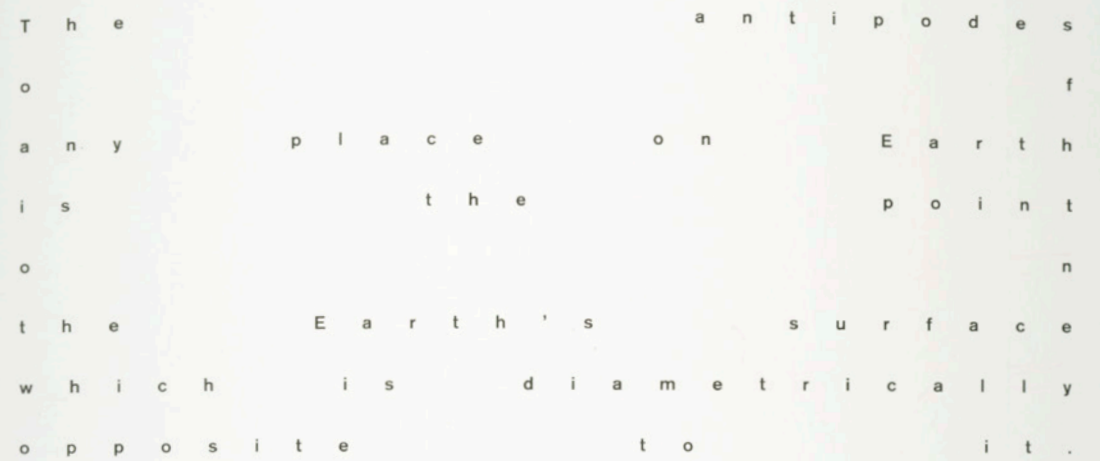 The antipodes
of
any place on Earth
is the point
on
the Earth's surface
which is diametrically
opposite to it.